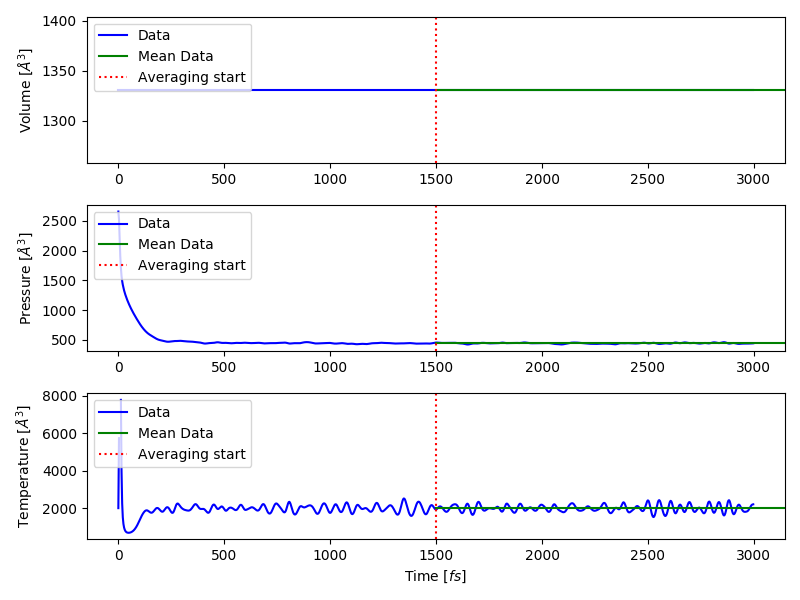 1400
1350
1300
Volume [Å³]
Data
Mean Data
Averaging start
0 500 1000 1500 2000 2500 3000
2500
2000
1500
1000
500
Pressure [Å³]
Data
Mean Data
Averaging start
0 500 1000 1500 2000 2500 3000
8000
6000
4000
2000
Temperature [Å³]
Data
Mean Data
Averaging start
0 500 1000 1500 2000 2500 3000
Time [fs]